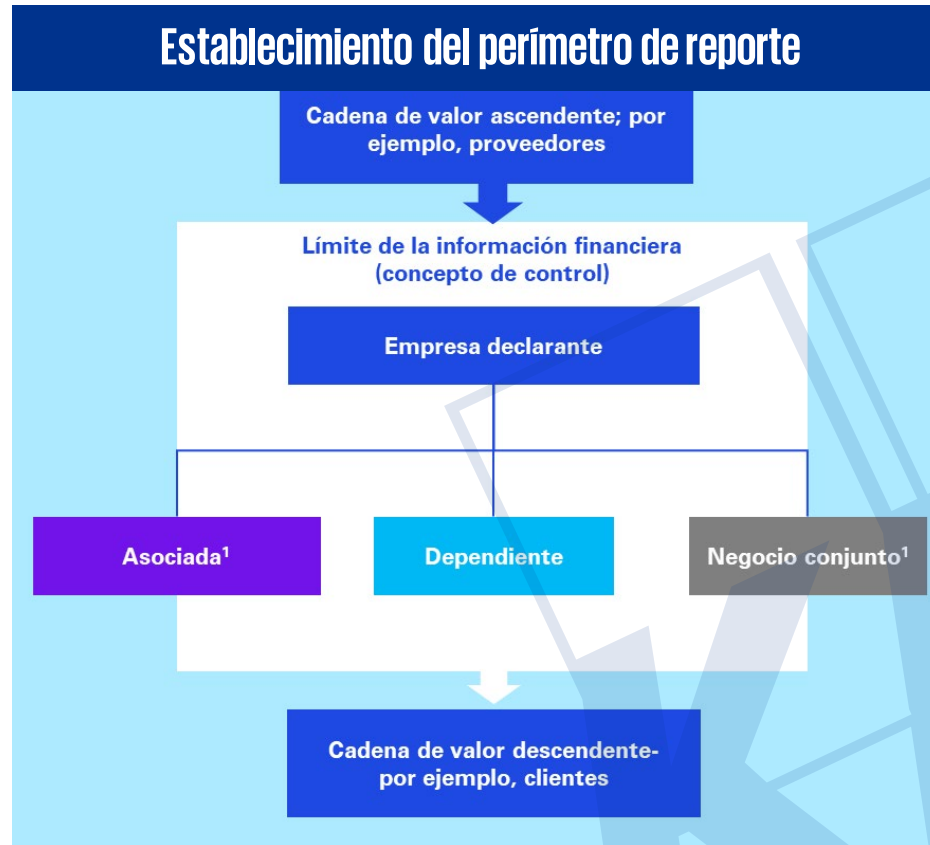 Establecimiento del perímetro de reporte
Cadena de valor ascendente; por
ejemplo, proveedores
Límite de la información financiera
(concepto de control)
Empresa declarante
Asociada¹
Dependiente
Negocio conjunto¹
Cadena de valor descendente-
por ejemplo, clientes